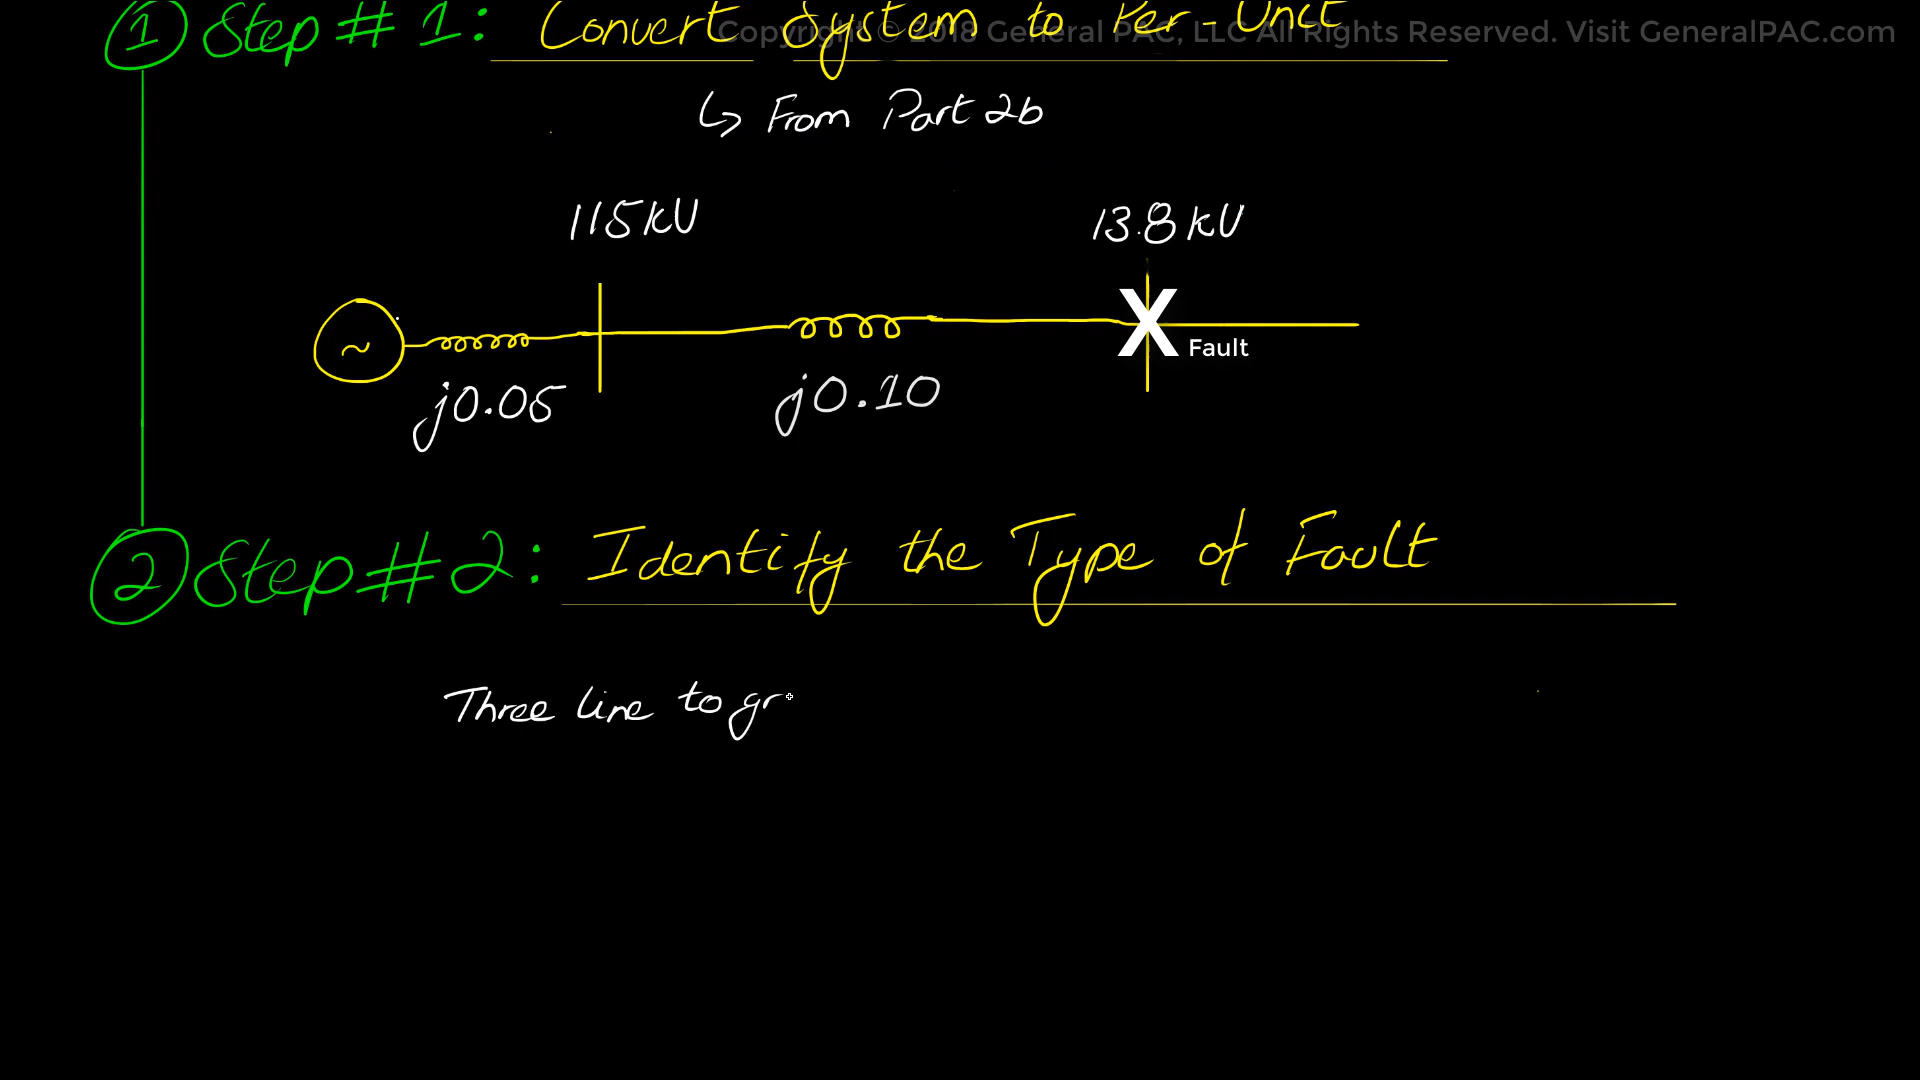 ① Step # 1: Convert System to Per-Unit
Copyright © 2018 General PAC, LLC All Rights Reserved. Visit GeneralPAC.com
↳ From Part 2b
115kV
13.8kV
~
X
Fault
j0.05
j0.10
② Step # 2: Identify the Type of Fault
Three line to gr